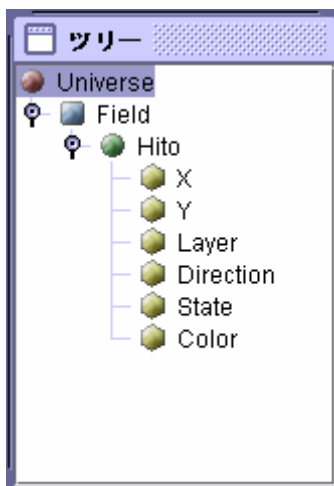 ツリー
Universe
Field
Hito
X
Y
Layer
Direction
State
Color